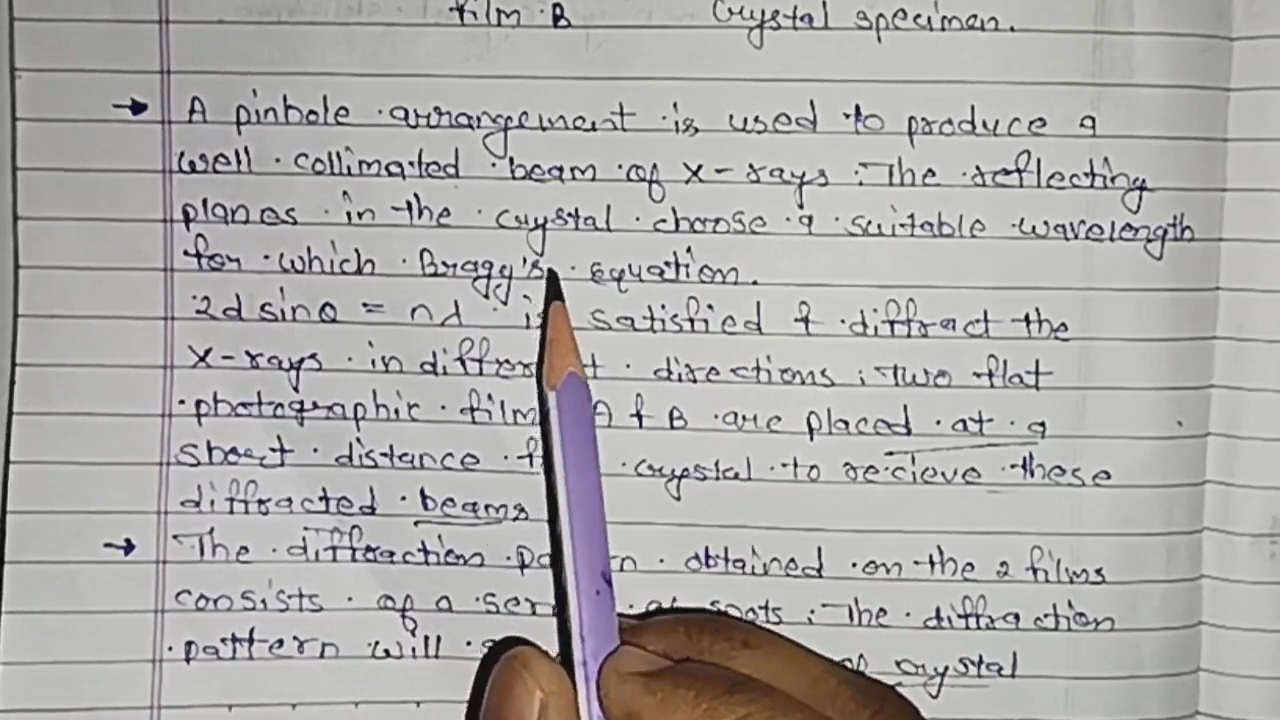 film B Crystal specimen.
→ A pinhole arrangement is used to produce a
well collimated beam of x-rays. The reflecting
planes in the crystal choose a suitable wavelength
for which Bragg's equation.
2d sinθ = nλ is satisfied & diffract the
x-rays in different directions. Two flat
photographic film A & B are placed at a
short distance crystal to recieve these
diffracted beams
→ The diffraction obtained on the 2 films
consists of a spots. The diffraction
pattern will of crystal